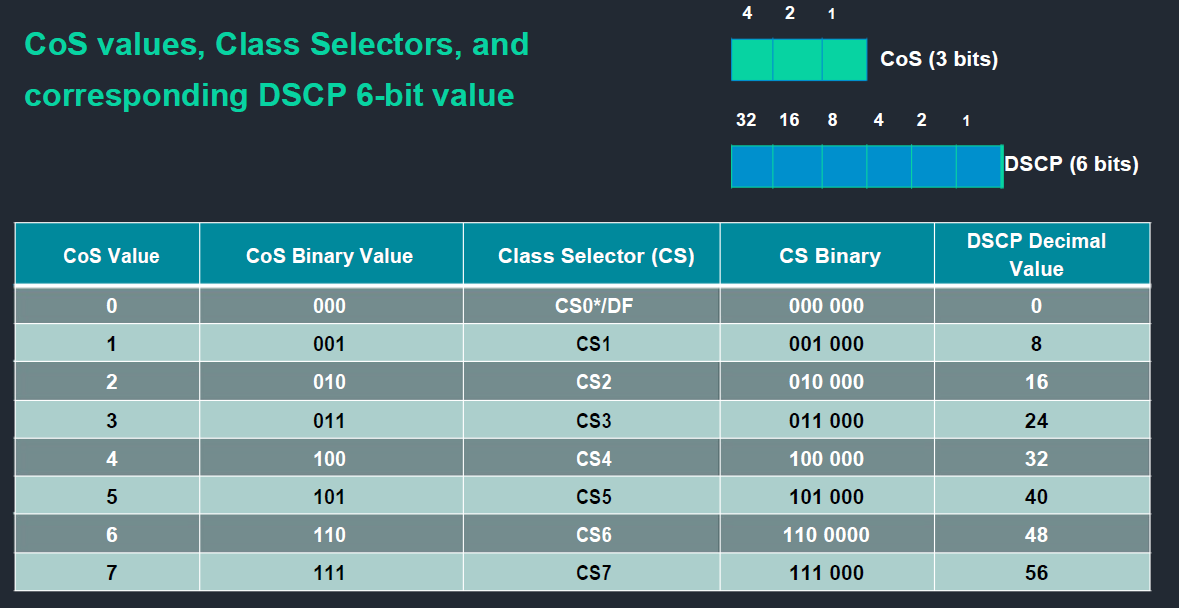 CoS values, Class Selectors, and
corresponding DSCP 6-bit value
4 2 1
CoS (3 bits)
32 16 8 4 2 1
DSCP (6 bits)
CoS Value CoS Binary Value Class Selector (CS) CS Binary DSCP Decimal
Value
0 000 CS0*/DF 000 000 0
1 001 CS1 001 000 8
2 010 CS2 010 000 16
3 011 CS3 011 000 24
4 100 CS4 100 000 32
5 101 CS5 101 000 40
6 110 CS6 110 0000 48
7 111 CS7 111 000 56